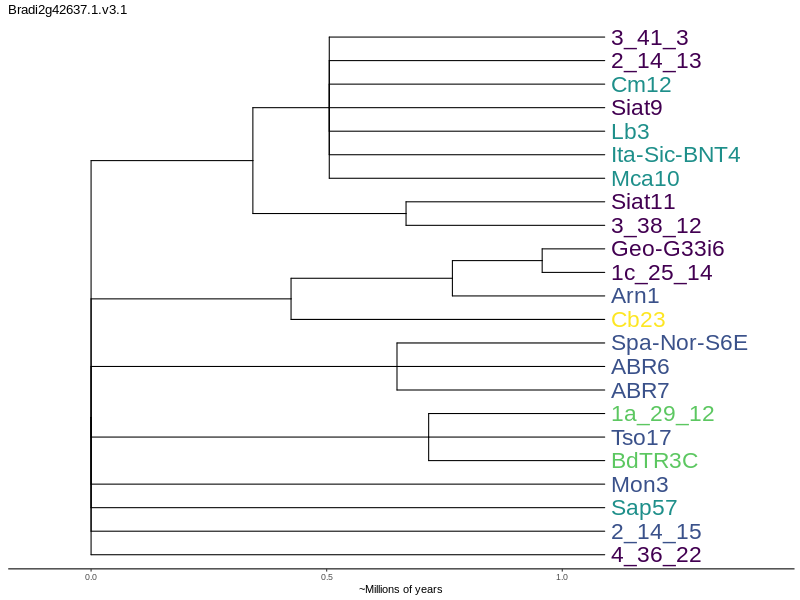 Bradi2g42637.1.v3.1
3_41_3
2_14_13
Cm12
Siat9
Lb3
Ita-Sic-BNT4
Mca10
Siat11
3_38_12
Geo-G33i6
1c_25_14
Arn1
Cb23
Spa-Nor-S6E
ABR6
ABR7
1a_29_12
Tso17
BdTR3C
Mon3
Sap57
2_14_15
4_36_22
0.0 0.5 1.0
~Millions of years